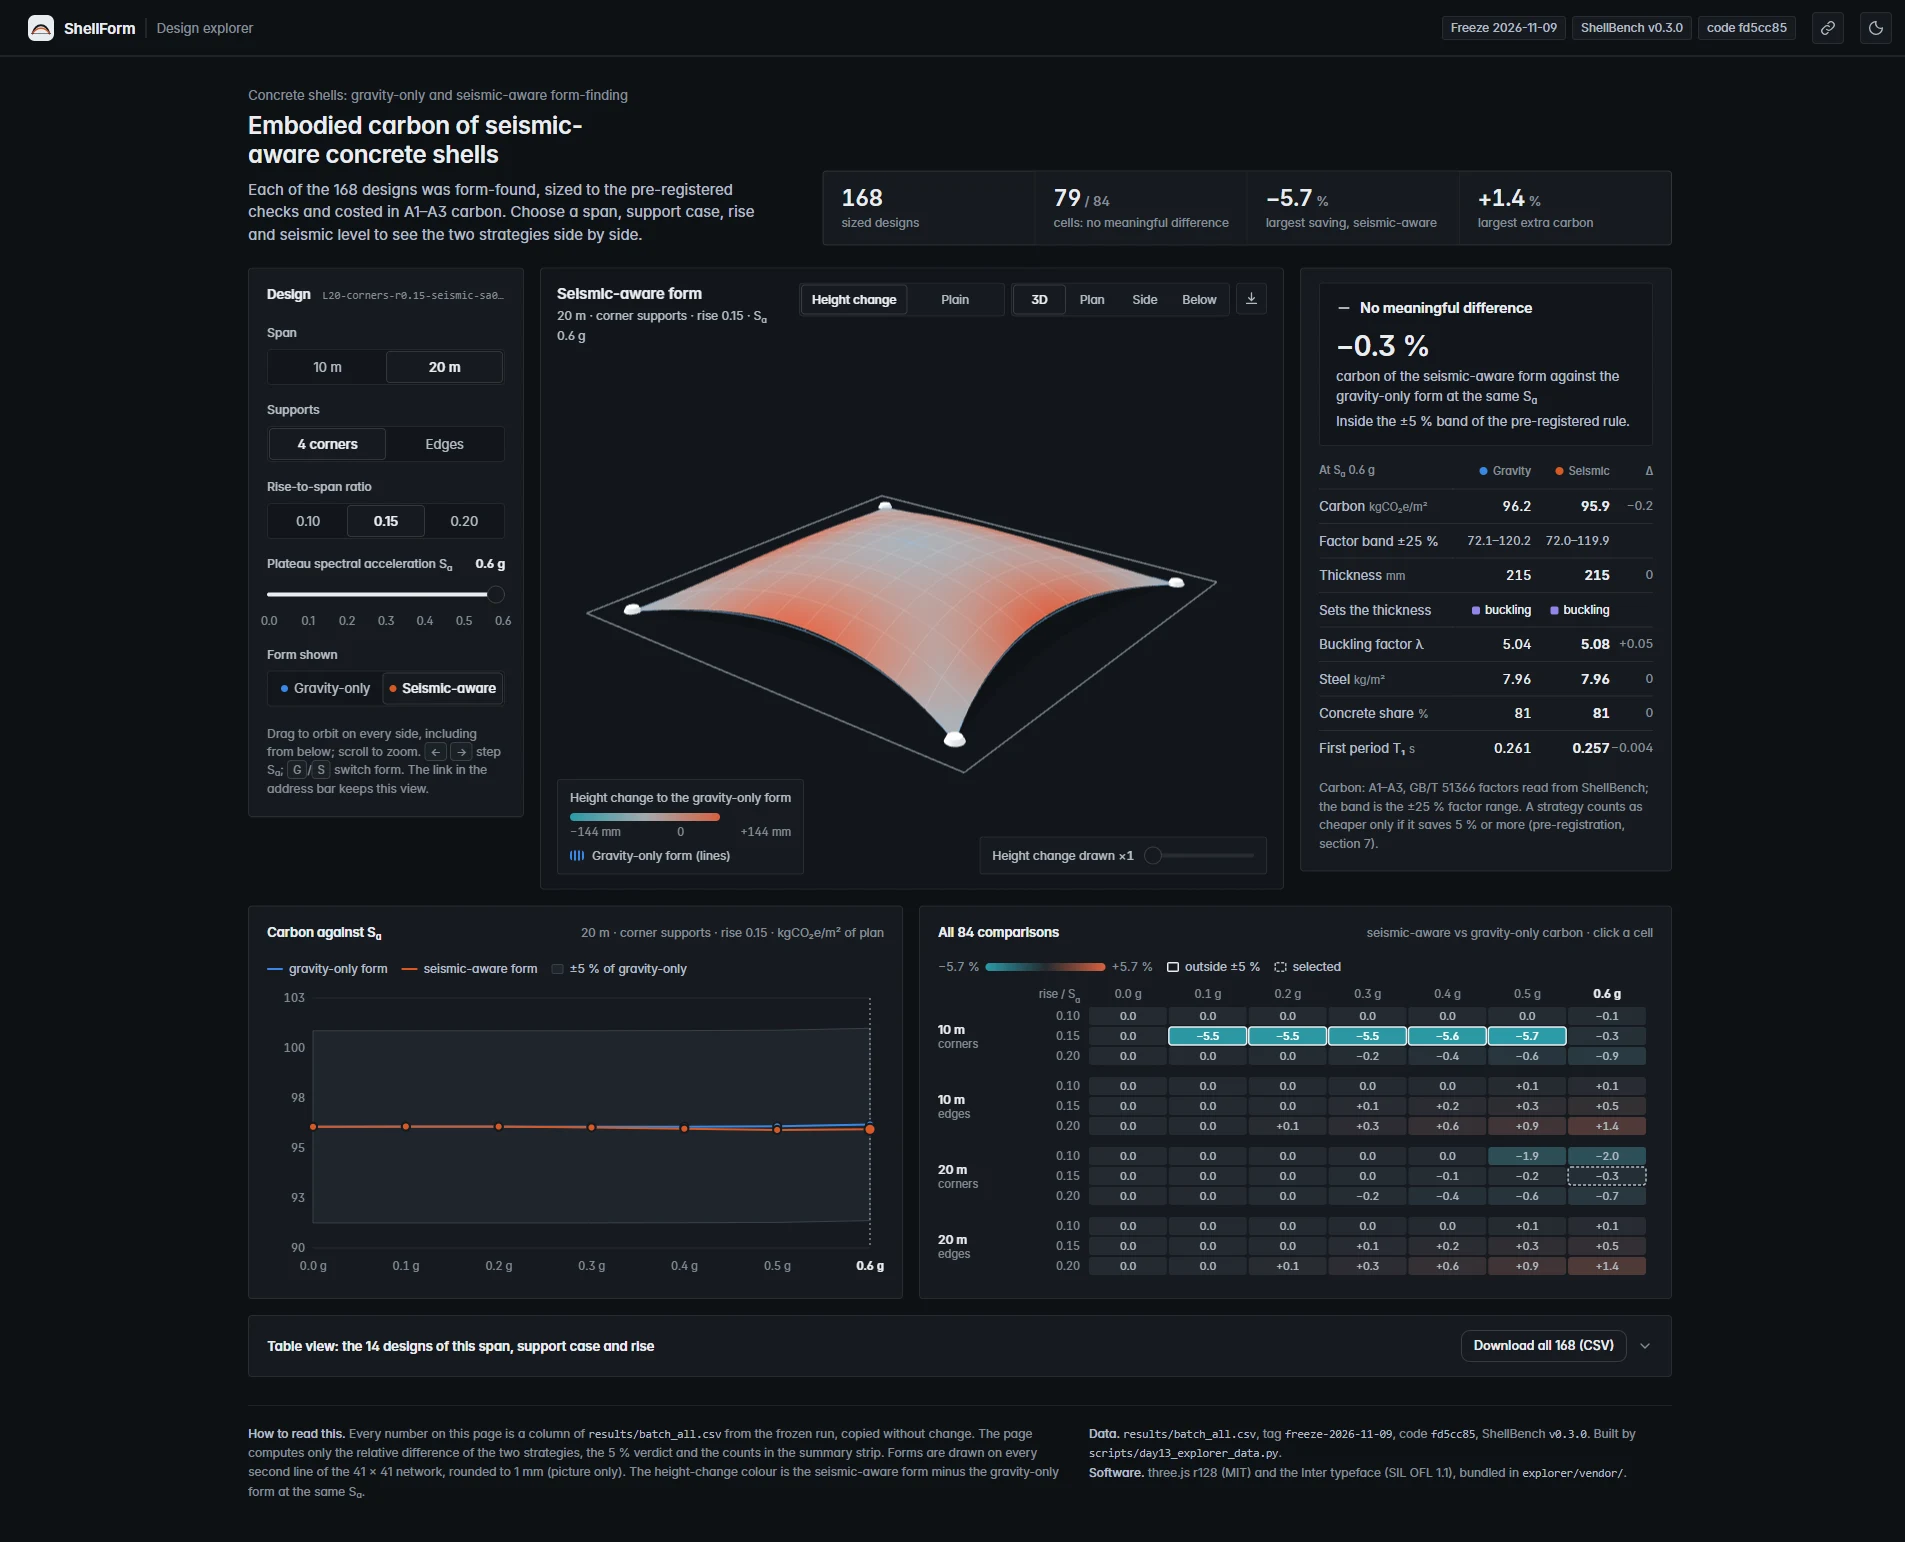 ShellForm
Design explorer
Freeze 2026-11-09
ShellBench v0.3.0
code fd5cc85
Concrete shells: gravity-only and seismic-aware form-finding
Embodied carbon of seismic-
aware concrete shells
Each of the 168 designs was form-found, sized to the pre-registered
checks and costed in A1–A3 carbon. Choose a span, support case, rise
and seismic level to see the two strategies side by side.
168
sized designs
79 / 84
cells: no meaningful difference
−5.7 %
largest saving, seismic-aware
+1.4 %
largest extra carbon
Design L20-corners-r0.15-seismic-sa0…
Span
10 m 20 m
Supports
4 corners Edges
Rise-to-span ratio
0.10 0.15 0.20
Plateau spectral acceleration Sa 0.6 g
0.0 0.1 0.2 0.3 0.4 0.5 0.6
Form shown
Gravity-only Seismic-aware
Drag to orbit on every side, including
from below; scroll to zoom. ← → step
Sa; G / S switch form. The link in the
address bar keeps this view.
Seismic-aware form
20 m · corner supports · rise 0.15 · Sa
0.6 g
Height change Plain
3D Plan Side Below
Height change to the gravity-only form
−144 mm 0 +144 mm
Gravity-only form (lines)
Height change drawn ×1
— No meaningful difference
−0.3 %
carbon of the seismic-aware form against the
gravity-only form at the same Sa
Inside the ±5 % band of the pre-registered rule.
At Sa 0.6 g Gravity Seismic Δ
Carbon kgCO₂e/m² 96.2 95.9 −0.2
Factor band ±25 % 72.1–120.2 72.0–119.9
Thickness mm 215 215 0
Sets the thickness buckling buckling
Buckling factor λ 5.04 5.08 +0.05
Steel kg/m² 7.96 7.96 0
Concrete share % 81 81 0
First period T₁ s 0.261 0.257 −0.004
Carbon: A1–A3, GB/T 51366 factors read from ShellBench;
the band is the ±25 % factor range. A strategy counts as
cheaper only if it saves 5 % or more (pre-registration,
section 7).
Carbon against Sa
20 m · corner supports · rise 0.15 · kgCO₂e/m² of plan
gravity-only form seismic-aware form ±5 % of gravity-only
103
100
98
95
93
90
0.0 g 0.1 g 0.2 g 0.3 g 0.4 g 0.5 g 0.6 g
All 84 comparisons
seismic-aware vs gravity-only carbon · click a cell
−5.7 % +5.7 % outside ±5 % selected
rise / Sa 0.0 g 0.1 g 0.2 g 0.3 g 0.4 g 0.5 g 0.6 g
10 m
corners
0.10 0.0 0.0 0.0 0.0 0.0 0.0 −0.1
0.15 0.0 −5.5 −5.5 −5.5 −5.6 −5.7 −0.3
0.20 0.0 0.0 0.0 −0.2 −0.4 −0.6 −0.9
10 m
edges
0.10 0.0 0.0 0.0 0.0 0.0 +0.1 +0.1
0.15 0.0 0.0 0.0 +0.1 +0.2 +0.3 +0.5
0.20 0.0 0.0 +0.1 +0.3 +0.6 +0.9 +1.4
20 m
corners
0.10 0.0 0.0 0.0 0.0 0.0 −1.9 −2.0
0.15 0.0 0.0 0.0 0.0 −0.1 −0.2 −0.3
0.20 0.0 0.0 0.0 −0.2 −0.4 −0.6 −0.7
20 m
edges
0.10 0.0 0.0 0.0 0.0 0.0 +0.1 +0.1
0.15 0.0 0.0 0.0 +0.1 +0.2 +0.3 +0.5
0.20 0.0 0.0 +0.1 +0.3 +0.6 +0.9 +1.4
Table view: the 14 designs of this span, support case and rise
Download all 168 (CSV)
How to read this. Every number on this page is a column of results/batch_all.csv from the frozen run, copied without change. The page
computes only the relative difference of the two strategies, the 5 % verdict and the counts in the summary strip. Forms are drawn on every
second line of the 41 × 41 network, rounded to 1 mm (picture only). The height-change colour is the seismic-aware form minus the gravity-only
form at the same Sa.
Data. results/batch_all.csv, tag freeze-2026-11-09, code fd5cc85, ShellBench v0.3.0. Built by
scripts/day13_explorer_data.py.
Software. three.js r128 (MIT) and the Inter typeface (SIL OFL 1.1), bundled in explorer/vendor/.